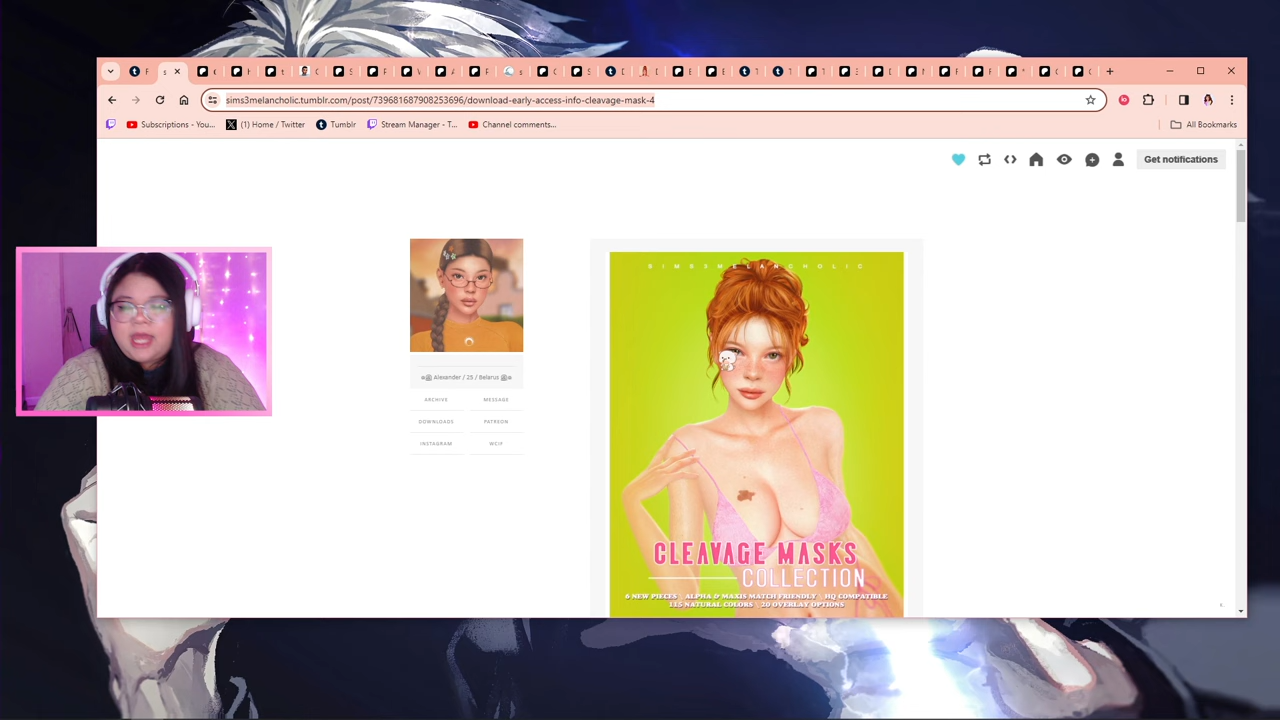 sims3melancholic.tumblr.com/post/739681687908253696/download-early-access-info-cleavage-mask-4
Subscriptions - You...
(1) Home / Twitter
Tumblr
Stream Manager - T...
Channel comments...
All Bookmarks
Get notifications
SIMS3MELANCHOLIC
Alexander / 25 / Belarus
ARCHIVE
MESSAGE
DOWNLOADS
PATREON
INSTAGRAM
WCIF
CLEAVAGE MASKS
COLLECTION
6 NEW PIECES \ ALPHA & MAXIS MATCH FRIENDLY \ HQ COMPATIBLE
115 NATURAL COLORS \ 20 OVERLAY OPTIONS